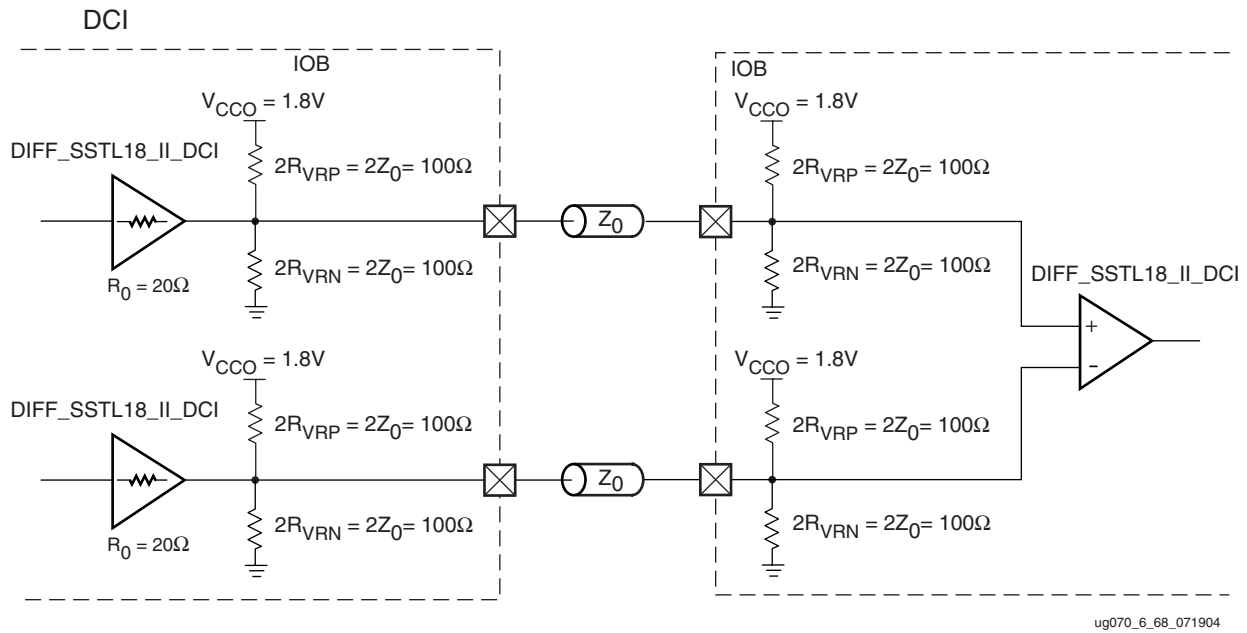 DCI
IOB
IOB
VCCO = 1.8V
VCCO = 1.8V
DIFF_SSTL18_II_DCI
2RVRP = 2Z0= 100Ω
2RVRP = 2Z0= 100Ω
Z0
2RVRN = 2Z0= 100Ω
2RVRN = 2Z0= 100Ω
DIFF_SSTL18_II_DCI
R0 = 20Ω
+
-
VCCO = 1.8V
VCCO = 1.8V
DIFF_SSTL18_II_DCI
2RVRP = 2Z0= 100Ω
2RVRP = 2Z0= 100Ω
Z0
2RVRN = 2Z0= 100Ω
2RVRN = 2Z0= 100Ω
R0 = 20Ω
ug070_6_68_071904